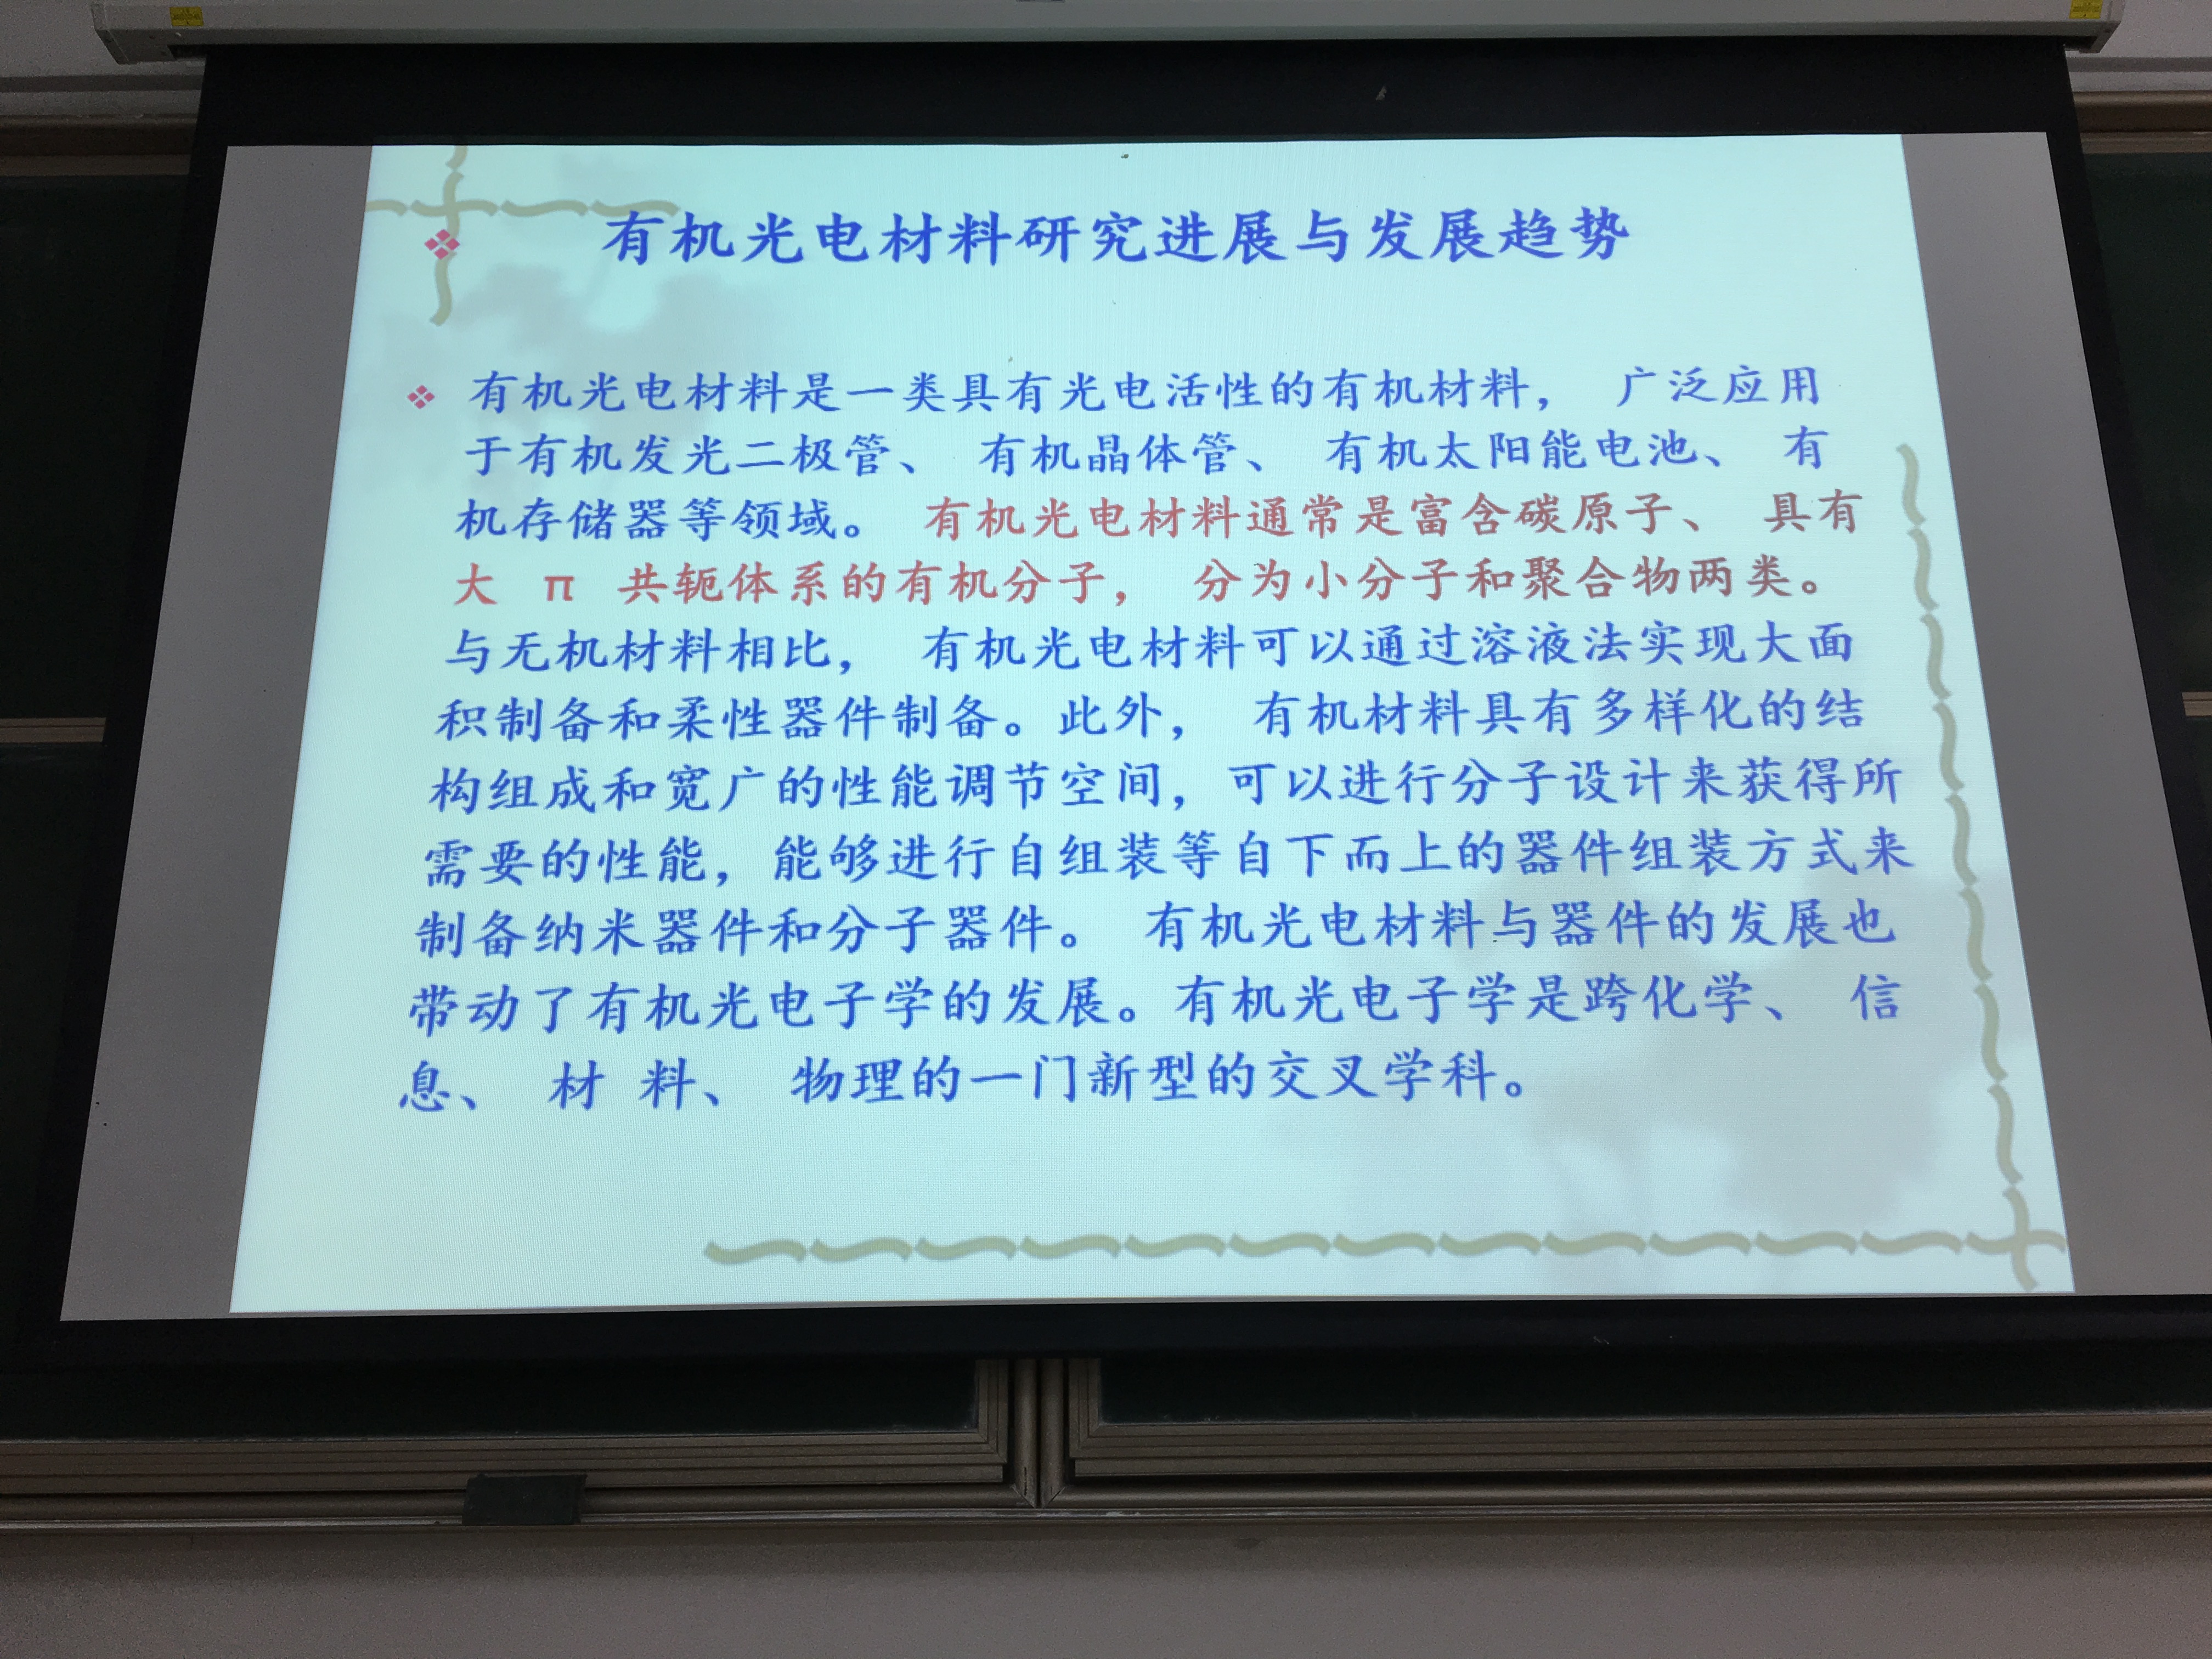 有机光电材料研究进展与发展趋势
有机光电材料是一类具有光电活性的有机材料， 广泛应用
于有机发光二极管、 有机晶体管、 有机太阳能电池、 有
机存储器等领域。 有机光电材料通常是富含碳原子、 具有
大 π 共轭体系的有机分子， 分为小分子和聚合物两类。
与无机材料相比， 有机光电材料可以通过溶液法实现大面
积制备和柔性器件制备。此外， 有机材料具有多样化的结
构组成和宽广的性能调节空间，可以进行分子设计来获得所
需要的性能，能够进行自组装等自下而上的器件组装方式来
制备纳米器件和分子器件。 有机光电材料与器件的发展也
带动了有机光电子学的发展。有机光电子学是跨化学、 信
息、 材 料、 物理的一门新型的交叉学科。